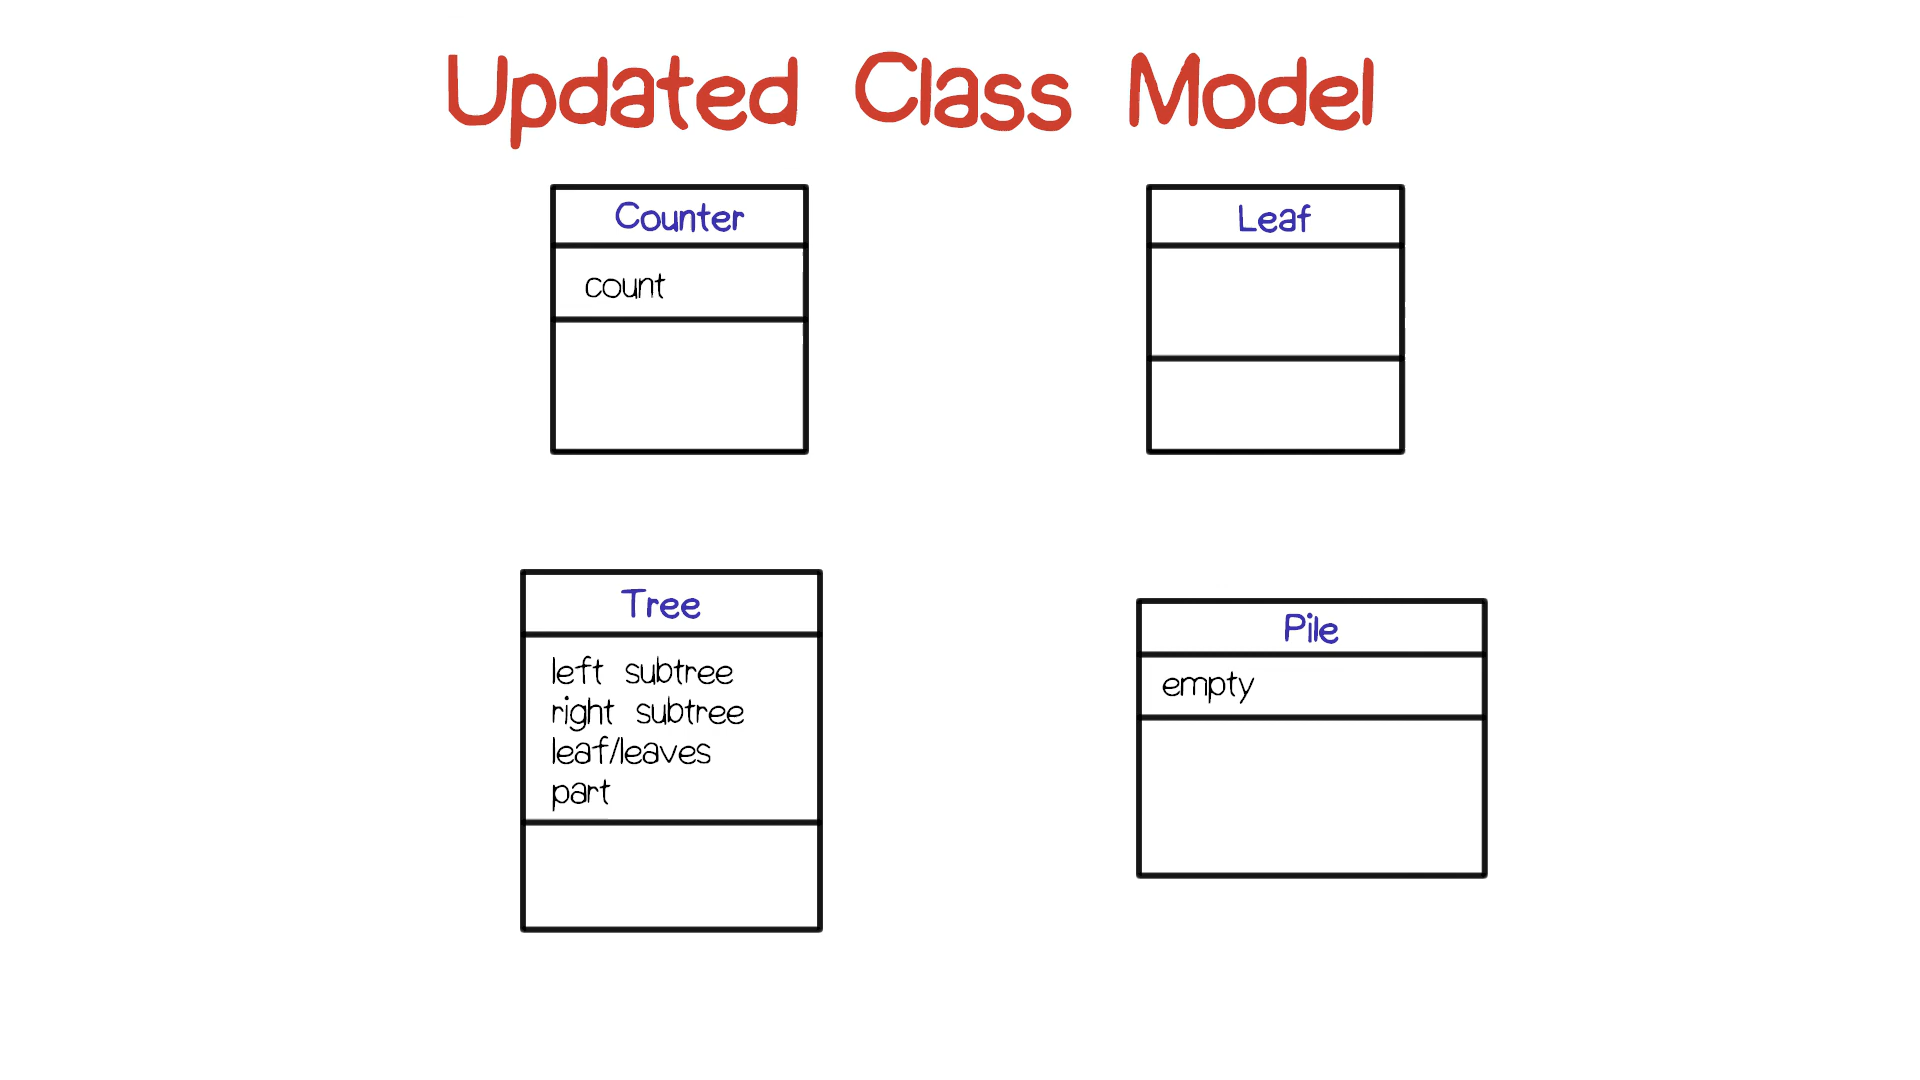 Updated Class Model
Counter
count
Leaf
Tree
left subtree
right subtree
leaf/leaves
part
Pile
empty